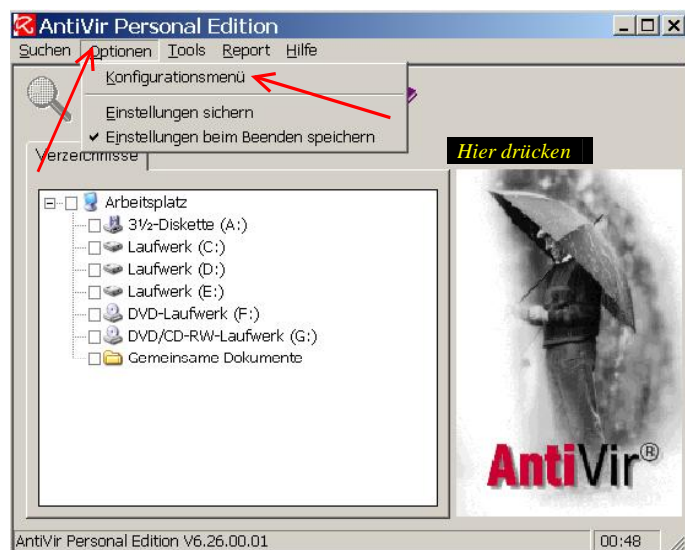 AntiVir Personal Edition
Suchen Optionen Tools Report Hilfe
Konfigurationsmenü
Einstellungen sichern
Einstellungen beim Beenden speichern
Verzeichnisse
Hier drücken
Arbeitsplatz
3½-Diskette (A:)
Laufwerk (C:)
Laufwerk (D:)
Laufwerk (E:)
DVD-Laufwerk (F:)
DVD/CD-RW-Laufwerk (G:)
Gemeinsame Dokumente
AntiVir®
AntiVir Personal Edition V6.26.00.01
00:48